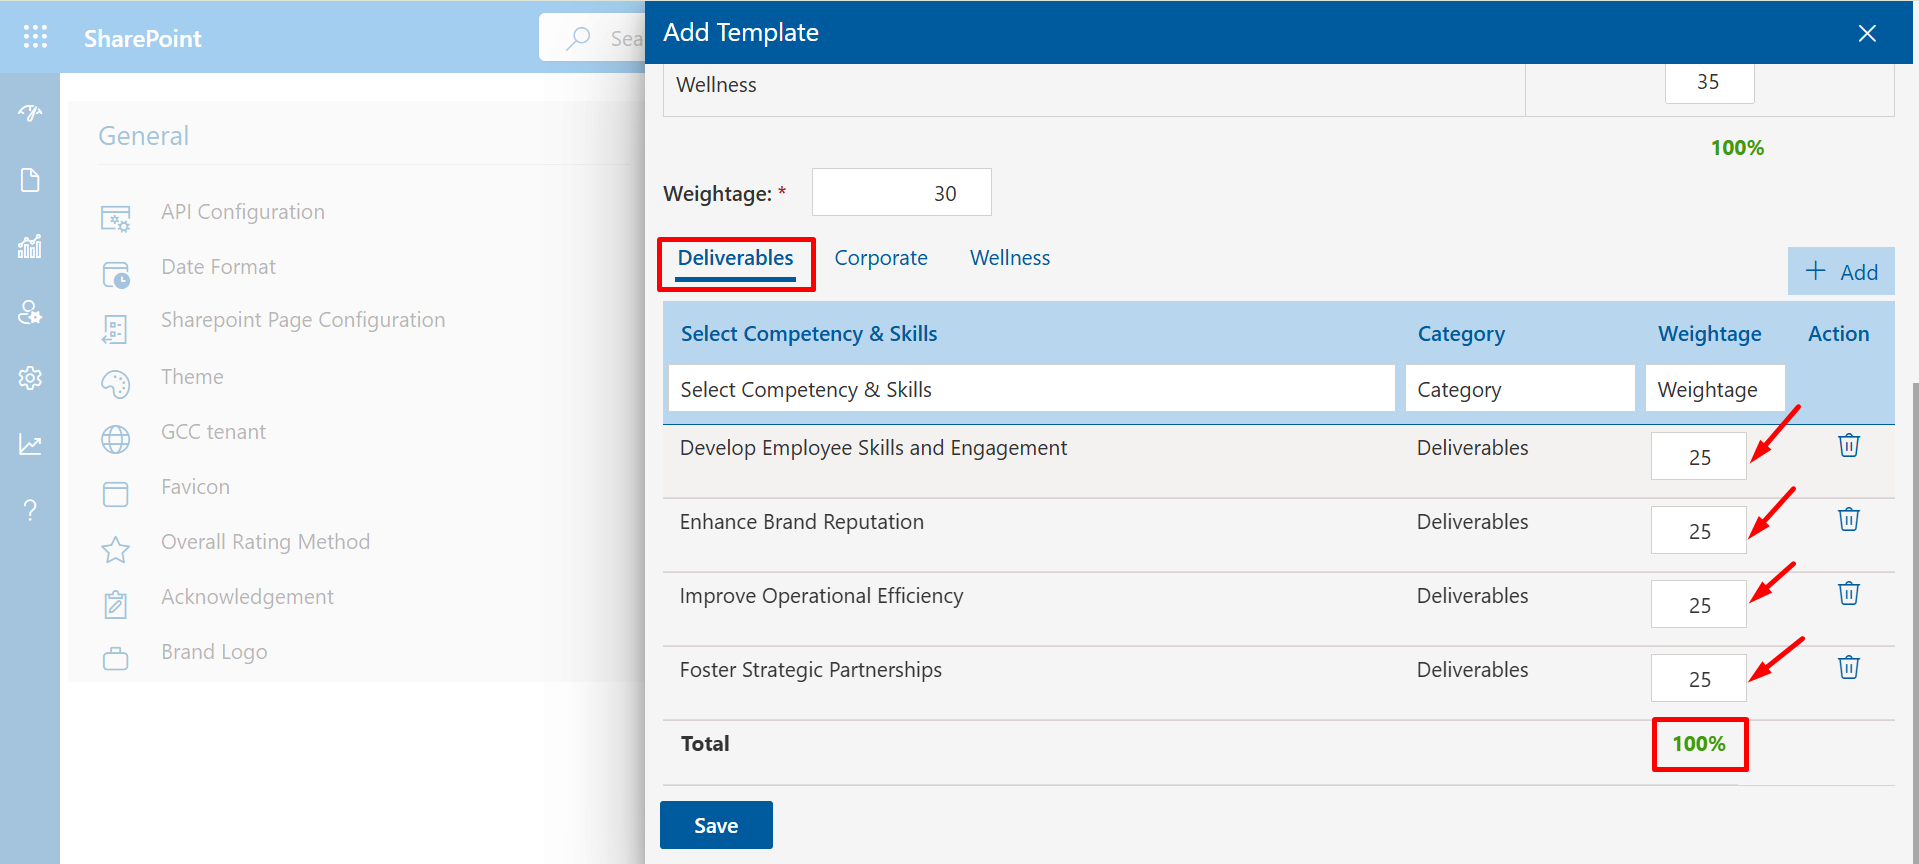 SharePoint
Sea
General
API Configuration
Date Format
Sharepoint Page Configuration
Theme
GCC tenant
Favicon
Overall Rating Method
Acknowledgement
Brand Logo
Add Template
Wellness 35
100%
Weightage: * 30
Deliverables Corporate Wellness
+ Add
Select Competency & Skills Category Weightage Action
Select Competency & Skills Category Weightage
Develop Employee Skills and Engagement Deliverables 25
Enhance Brand Reputation Deliverables 25
Improve Operational Efficiency Deliverables 25
Foster Strategic Partnerships Deliverables 25
Total 100%
Save